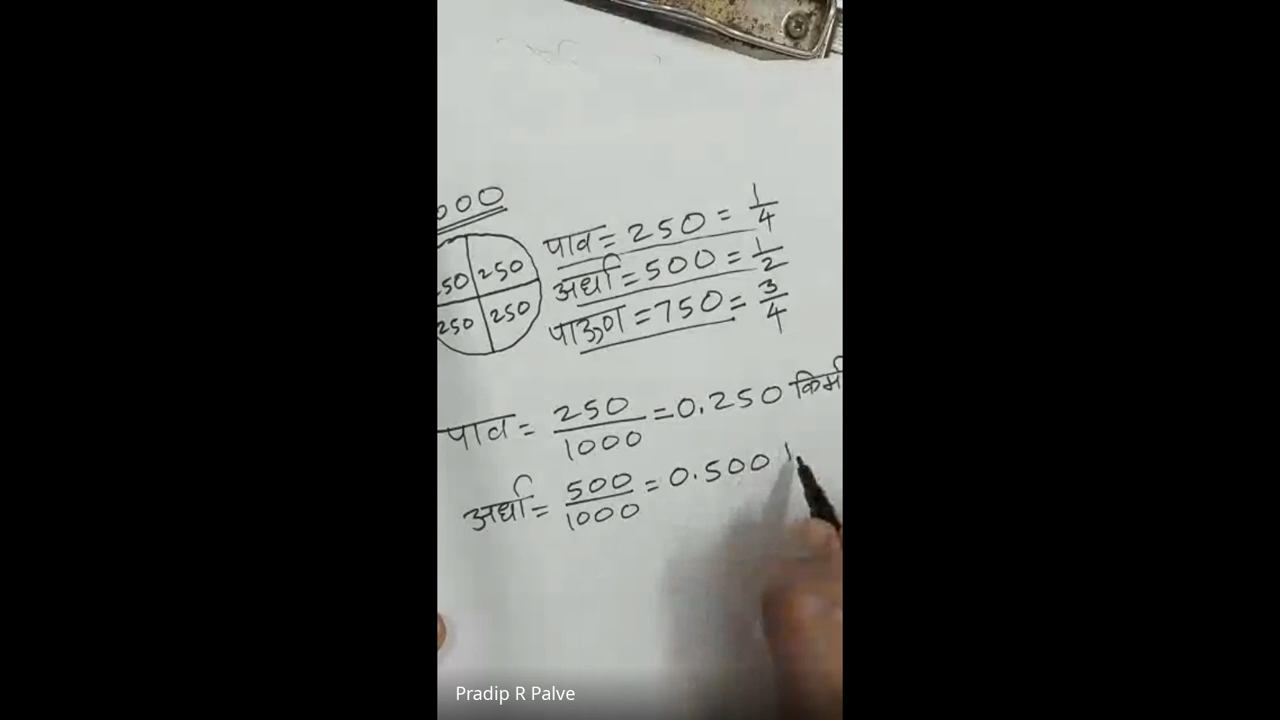 000
पाव = 250 = 1/4
250 250
अर्धा = 500 = 1/2
250 250
पाऊण = 750 = 3/4
पाव = 250/1000 = 0.250 किमी
अर्धा = 500/1000 = 0.500
Pradip R Palve